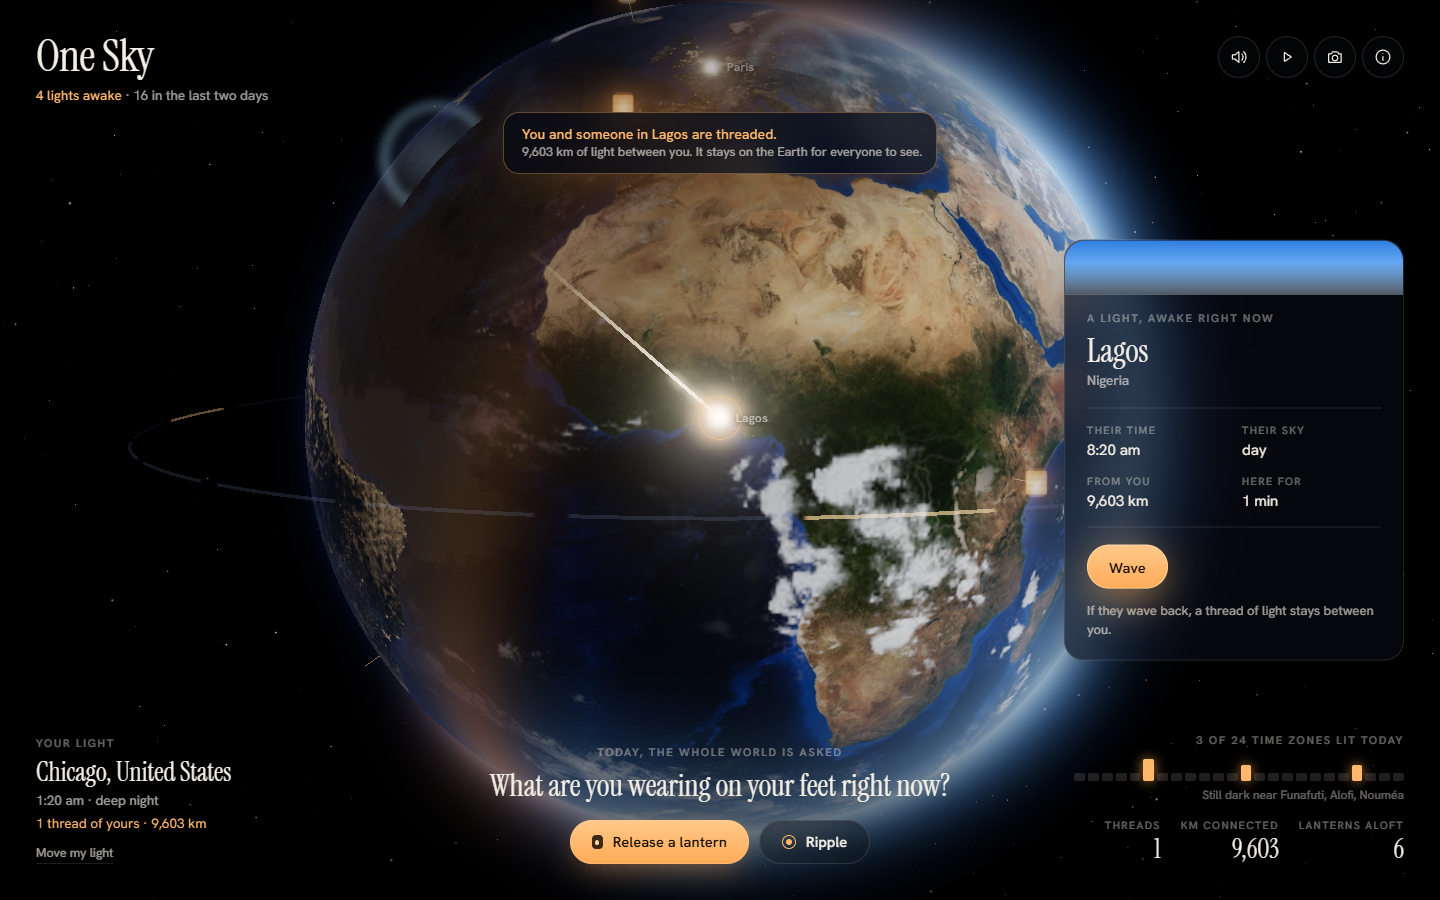 One Sky
4 lights awake · 16 in the last two days
Paris
You and someone in Lagos are threaded.
9,603 km of light between you. It stays on the Earth for everyone to see.
Lagos
A LIGHT, AWAKE RIGHT NOW
Lagos
Nigeria
THEIR TIME
THEIR SKY
8:20 am
day
FROM YOU
HERE FOR
9,603 km
1 min
Wave
If they wave back, a thread of light stays between
you.
YOUR LIGHT
Chicago, United States
1:20 am · deep night
1 thread of yours · 9,603 km
Move my light
TODAY, THE WHOLE WORLD IS ASKED
What are you wearing on your feet right now?
Release a lantern
Ripple
3 OF 24 TIME ZONES LIT TODAY
Still dark near Funafuti, Alofi, Nouméa
THREADS
KM CONNECTED
LANTERNS ALOFT
1
9,603
6